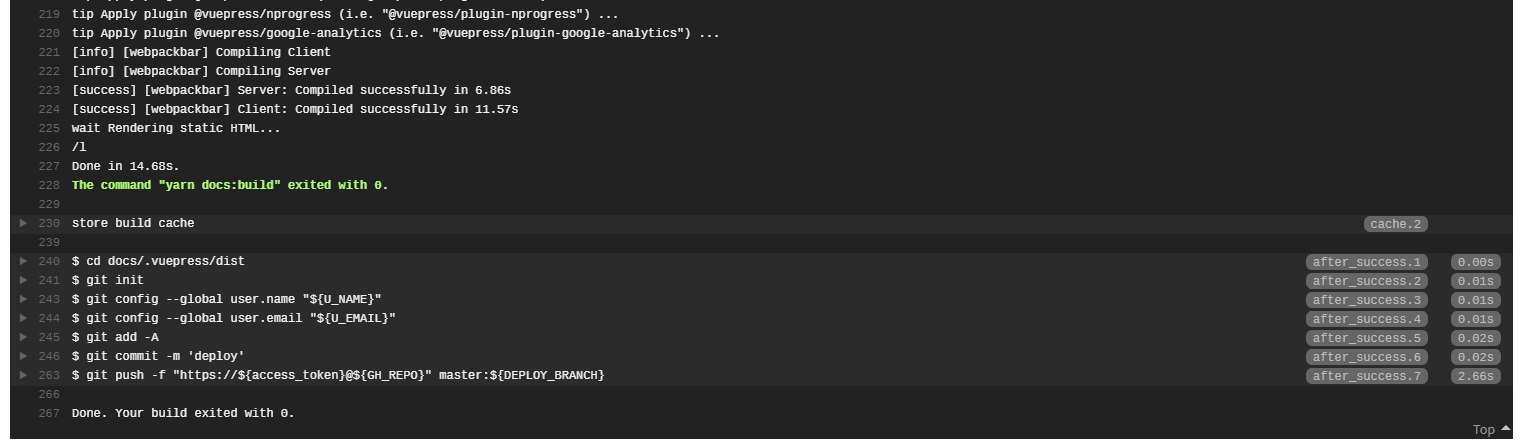 219 tip Apply plugin @vuepress/nprogress (i.e. "@vuepress/plugin-nprogress") ...
220 tip Apply plugin @vuepress/google-analytics (i.e. "@vuepress/plugin-google-analytics") ...
221 [info] [webpackbar] Compiling Client
222 [info] [webpackbar] Compiling Server
223 [success] [webpackbar] Server: Compiled successfully in 6.86s
224 [success] [webpackbar] Client: Compiled successfully in 11.57s
225 wait Rendering static HTML...
226 /l
227 Done in 14.68s.
228 The command "yarn docs:build" exited with 0.
229
230 store build cache cache.2
239
240 $ cd docs/.vuepress/dist after_success.1 0.00s
241 $ git init after_success.2 0.01s
243 $ git config --global user.name "${U_NAME}" after_success.3 0.01s
244 $ git config --global user.email "${U_EMAIL}" after_success.4 0.01s
245 $ git add -A after_success.5 0.02s
246 $ git commit -m 'deploy' after_success.6 0.02s
263 $ git push -f "https://${access_token}@${GH_REPO}" master:${DEPLOY_BRANCH} after_success.7 2.66s
266
267 Done. Your build exited with 0.
Top